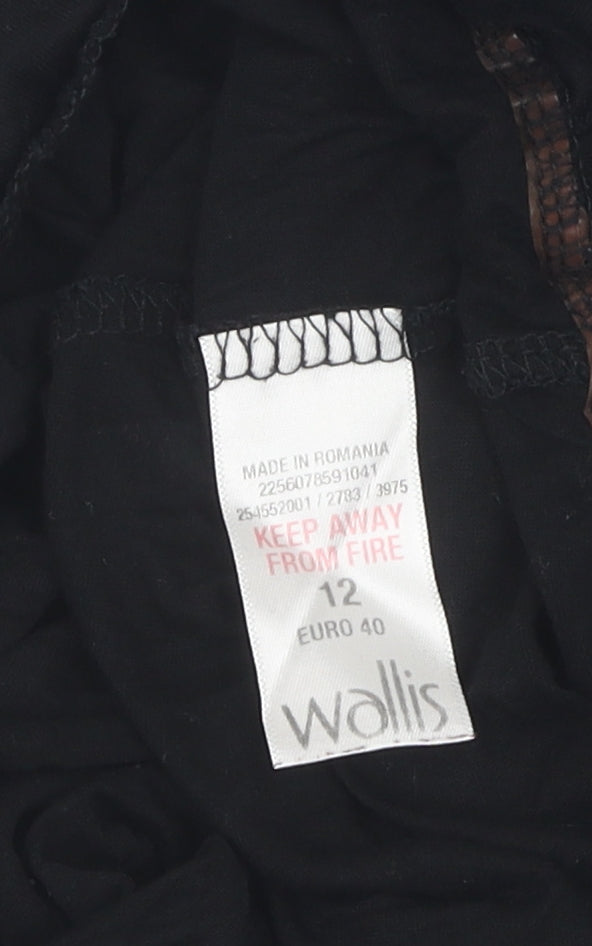 MADE IN ROMANIA
2256078591041
254552001 / 2793 / 3975
KEEP AWAY
FROM FIRE
12
EURO 40
wallis